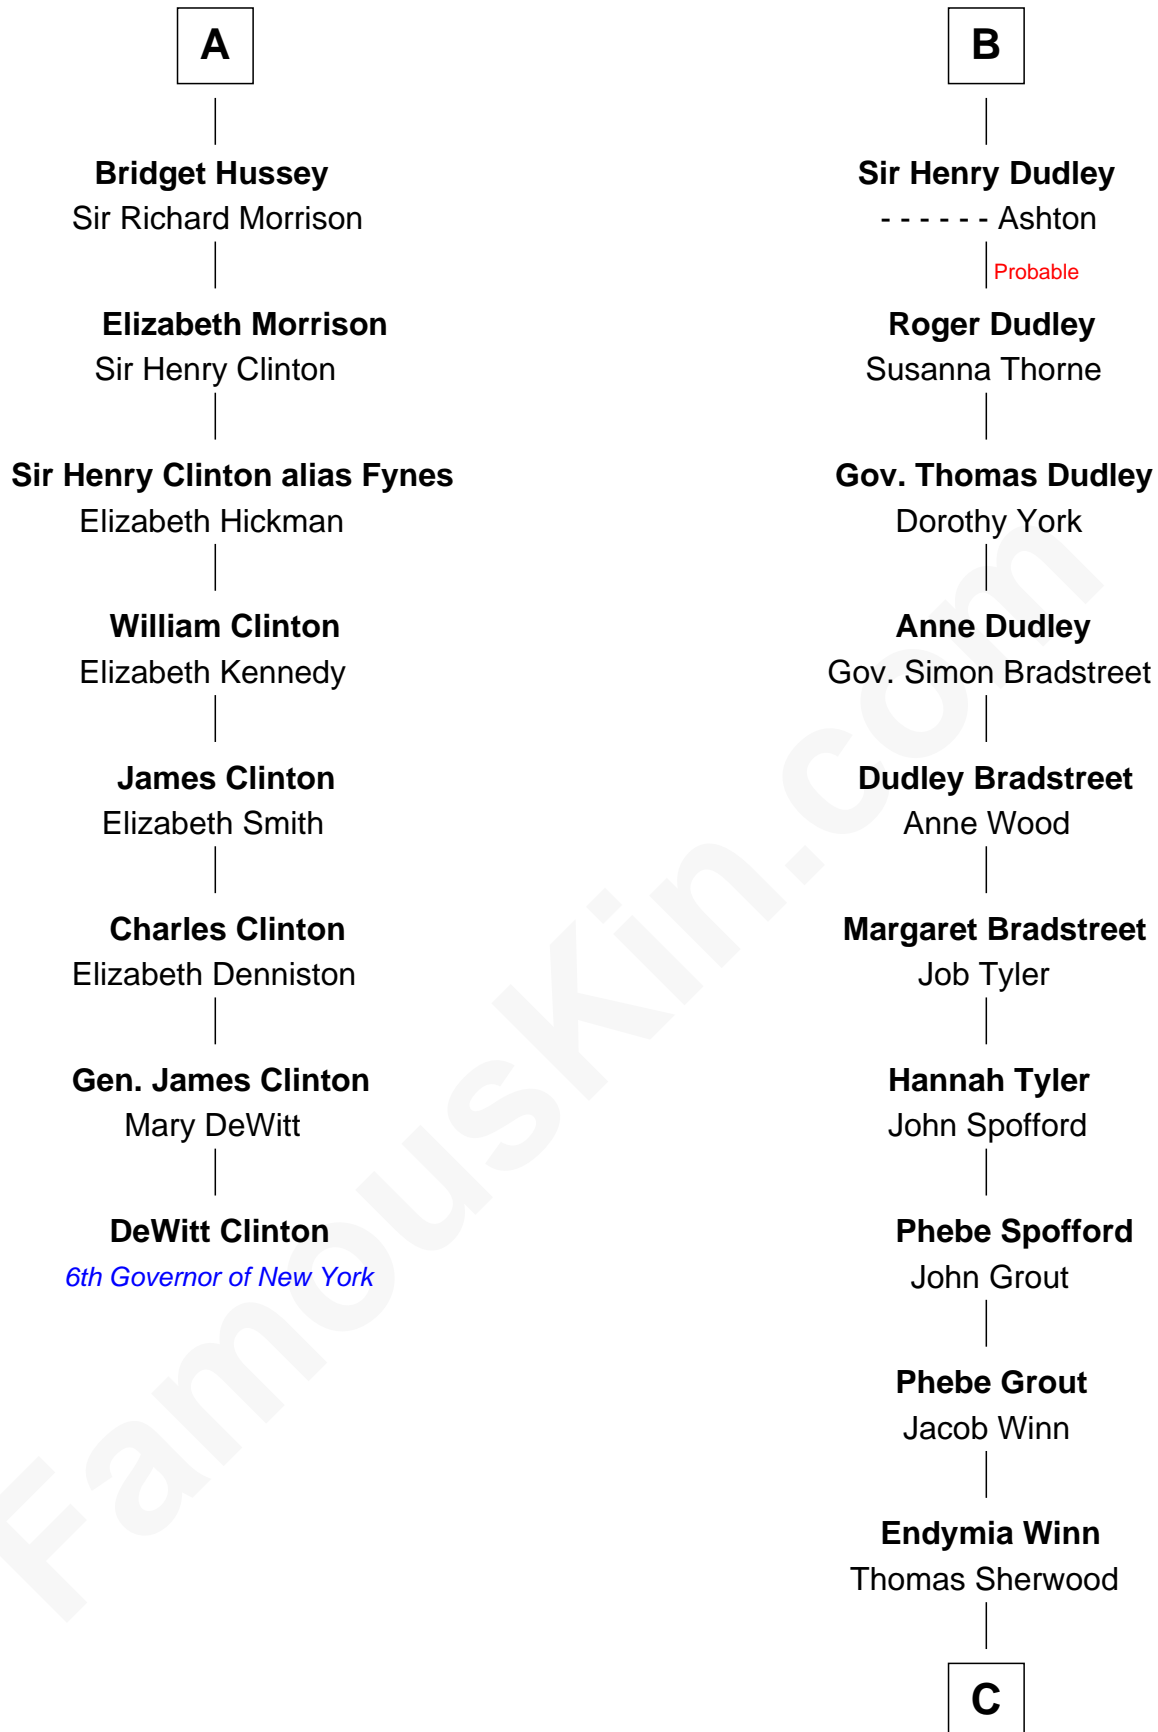 A
Bridget Hussey
Sir Richard Morrison
Elizabeth Morrison
Sir Henry Clinton
Sir Henry Clinton alias Fynes
Elizabeth Hickman
William Clinton
Elizabeth Kennedy
James Clinton
Elizabeth Smith
Charles Clinton
Elizabeth Denniston
Gen. James Clinton
Mary DeWitt
DeWitt Clinton
6th Governor of New York
B
Sir Henry Dudley
- - - - - - Ashton
Probable
Roger Dudley
Susanna Thorne
Gov. Thomas Dudley
Dorothy York
Anne Dudley
Gov. Simon Bradstreet
Dudley Bradstreet
Anne Wood
Margaret Bradstreet
Job Tyler
Hannah Tyler
John Spofford
Phebe Spofford
John Grout
Phebe Grout
Jacob Winn
Endymia Winn
Thomas Sherwood
C
FamousKin.com